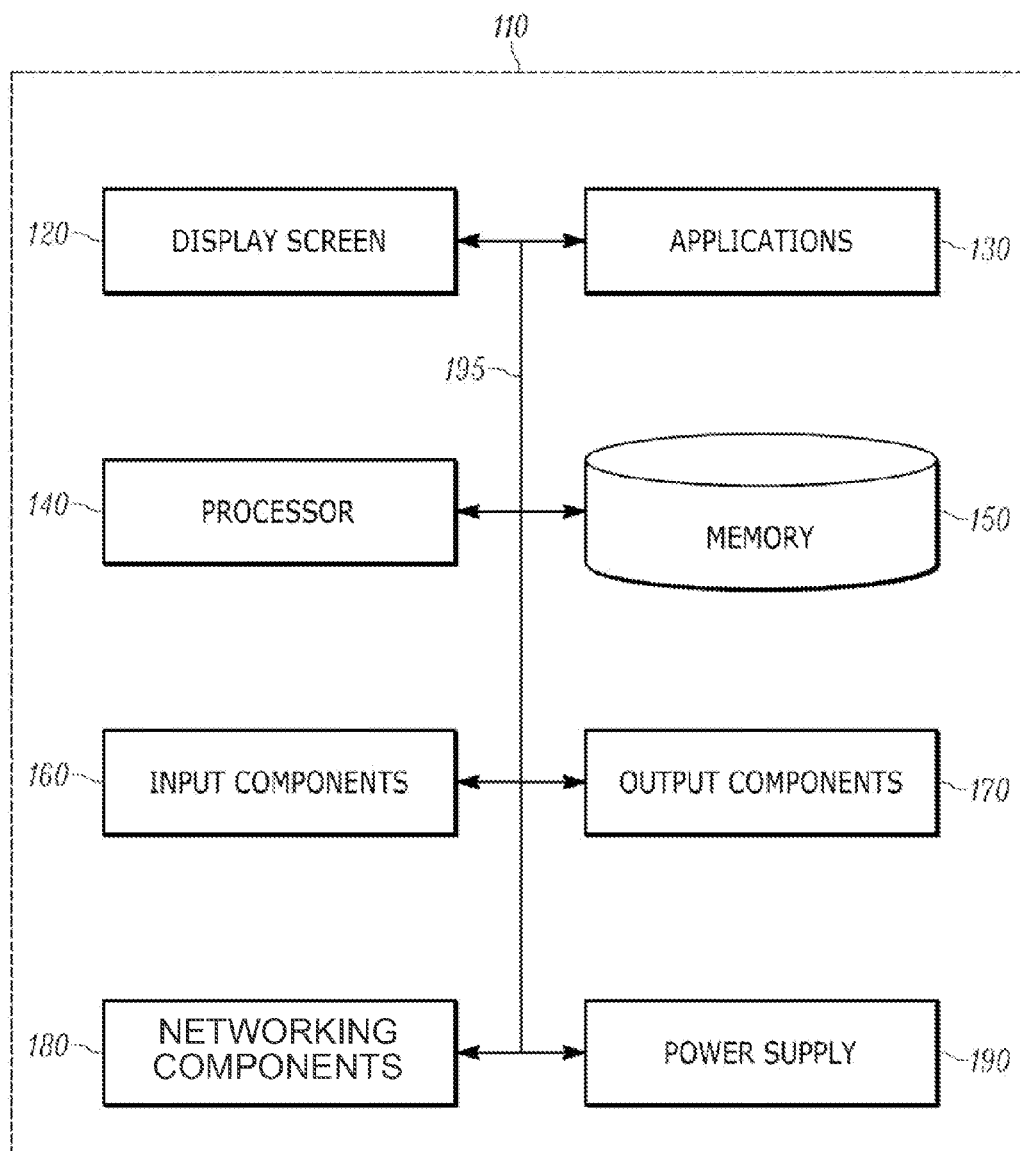 110
120 DISPLAY SCREEN
APPLICATIONS 130
195
140 PROCESSOR
MEMORY 150
160 INPUT COMPONENTS
OUTPUT COMPONENTS 170
180 NETWORKING
COMPONENTS
POWER SUPPLY 190